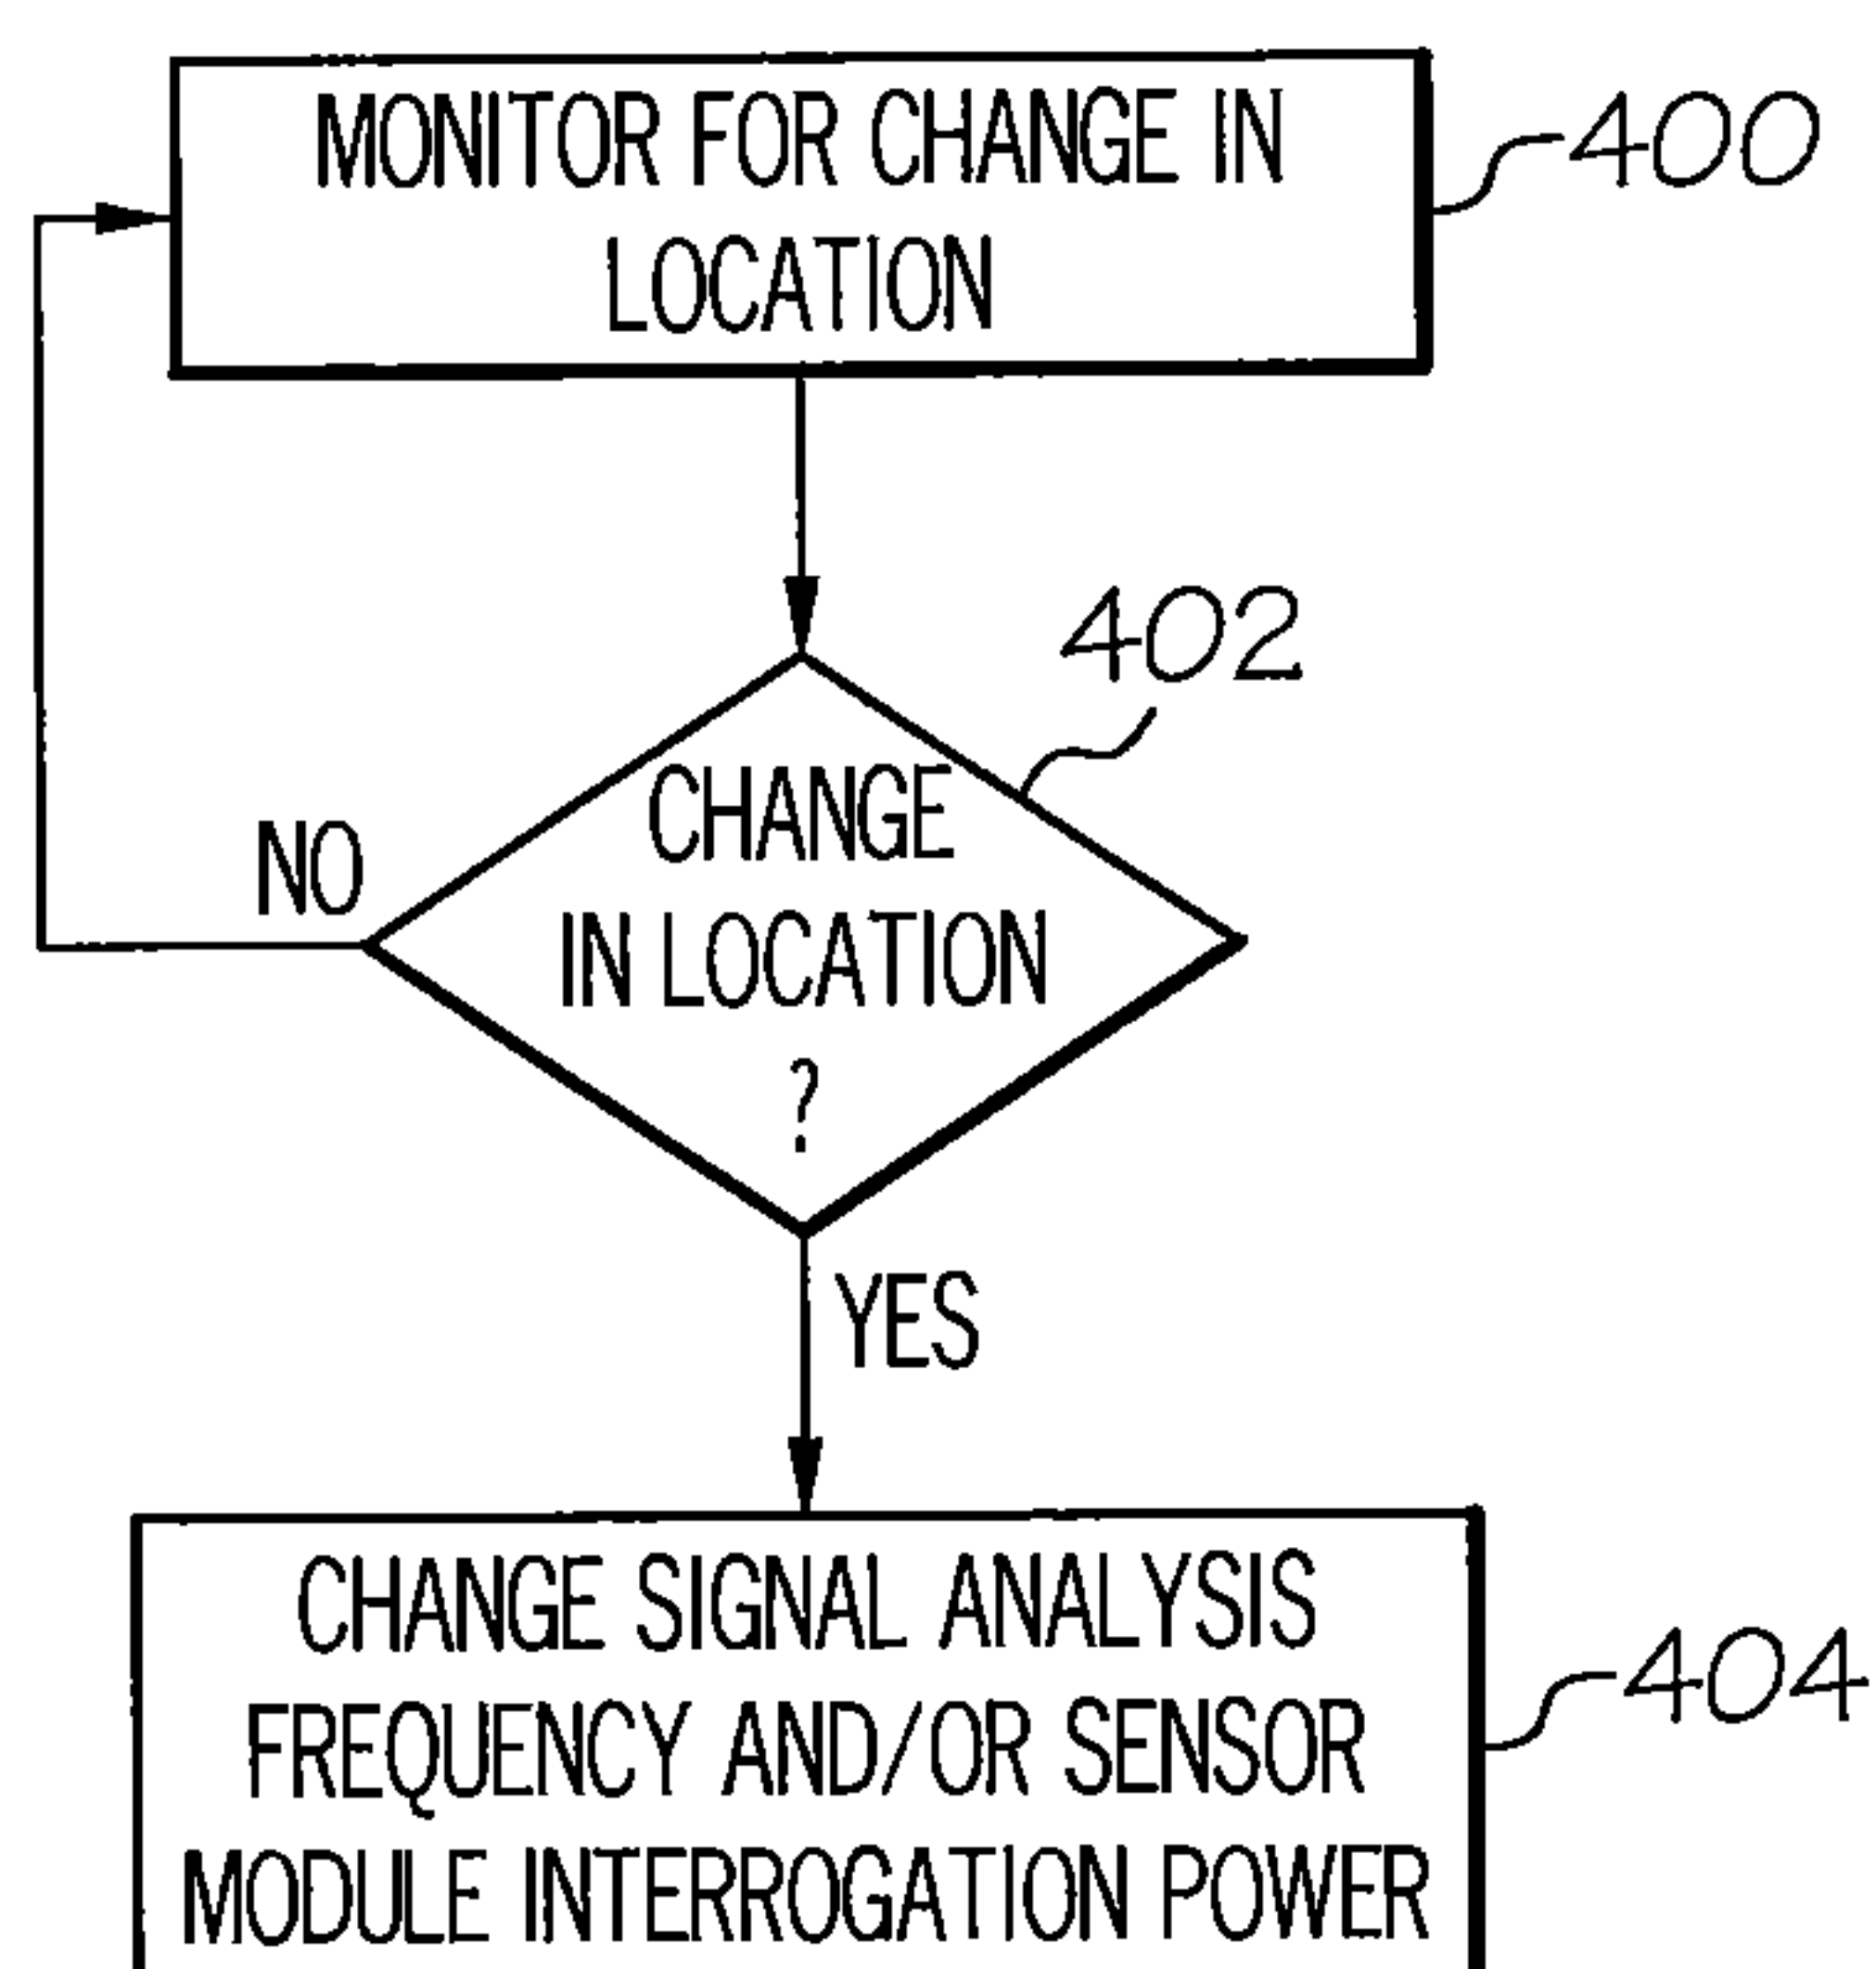 MONITOR FOR CHANGE IN
LOCATION
400
402
CHANGE
IN LOCATION
?
NO
YES
CHANGE SIGNAL ANALYSIS
FREQUENCY AND/OR SENSOR
MODULE INTERROGATION POWER
404